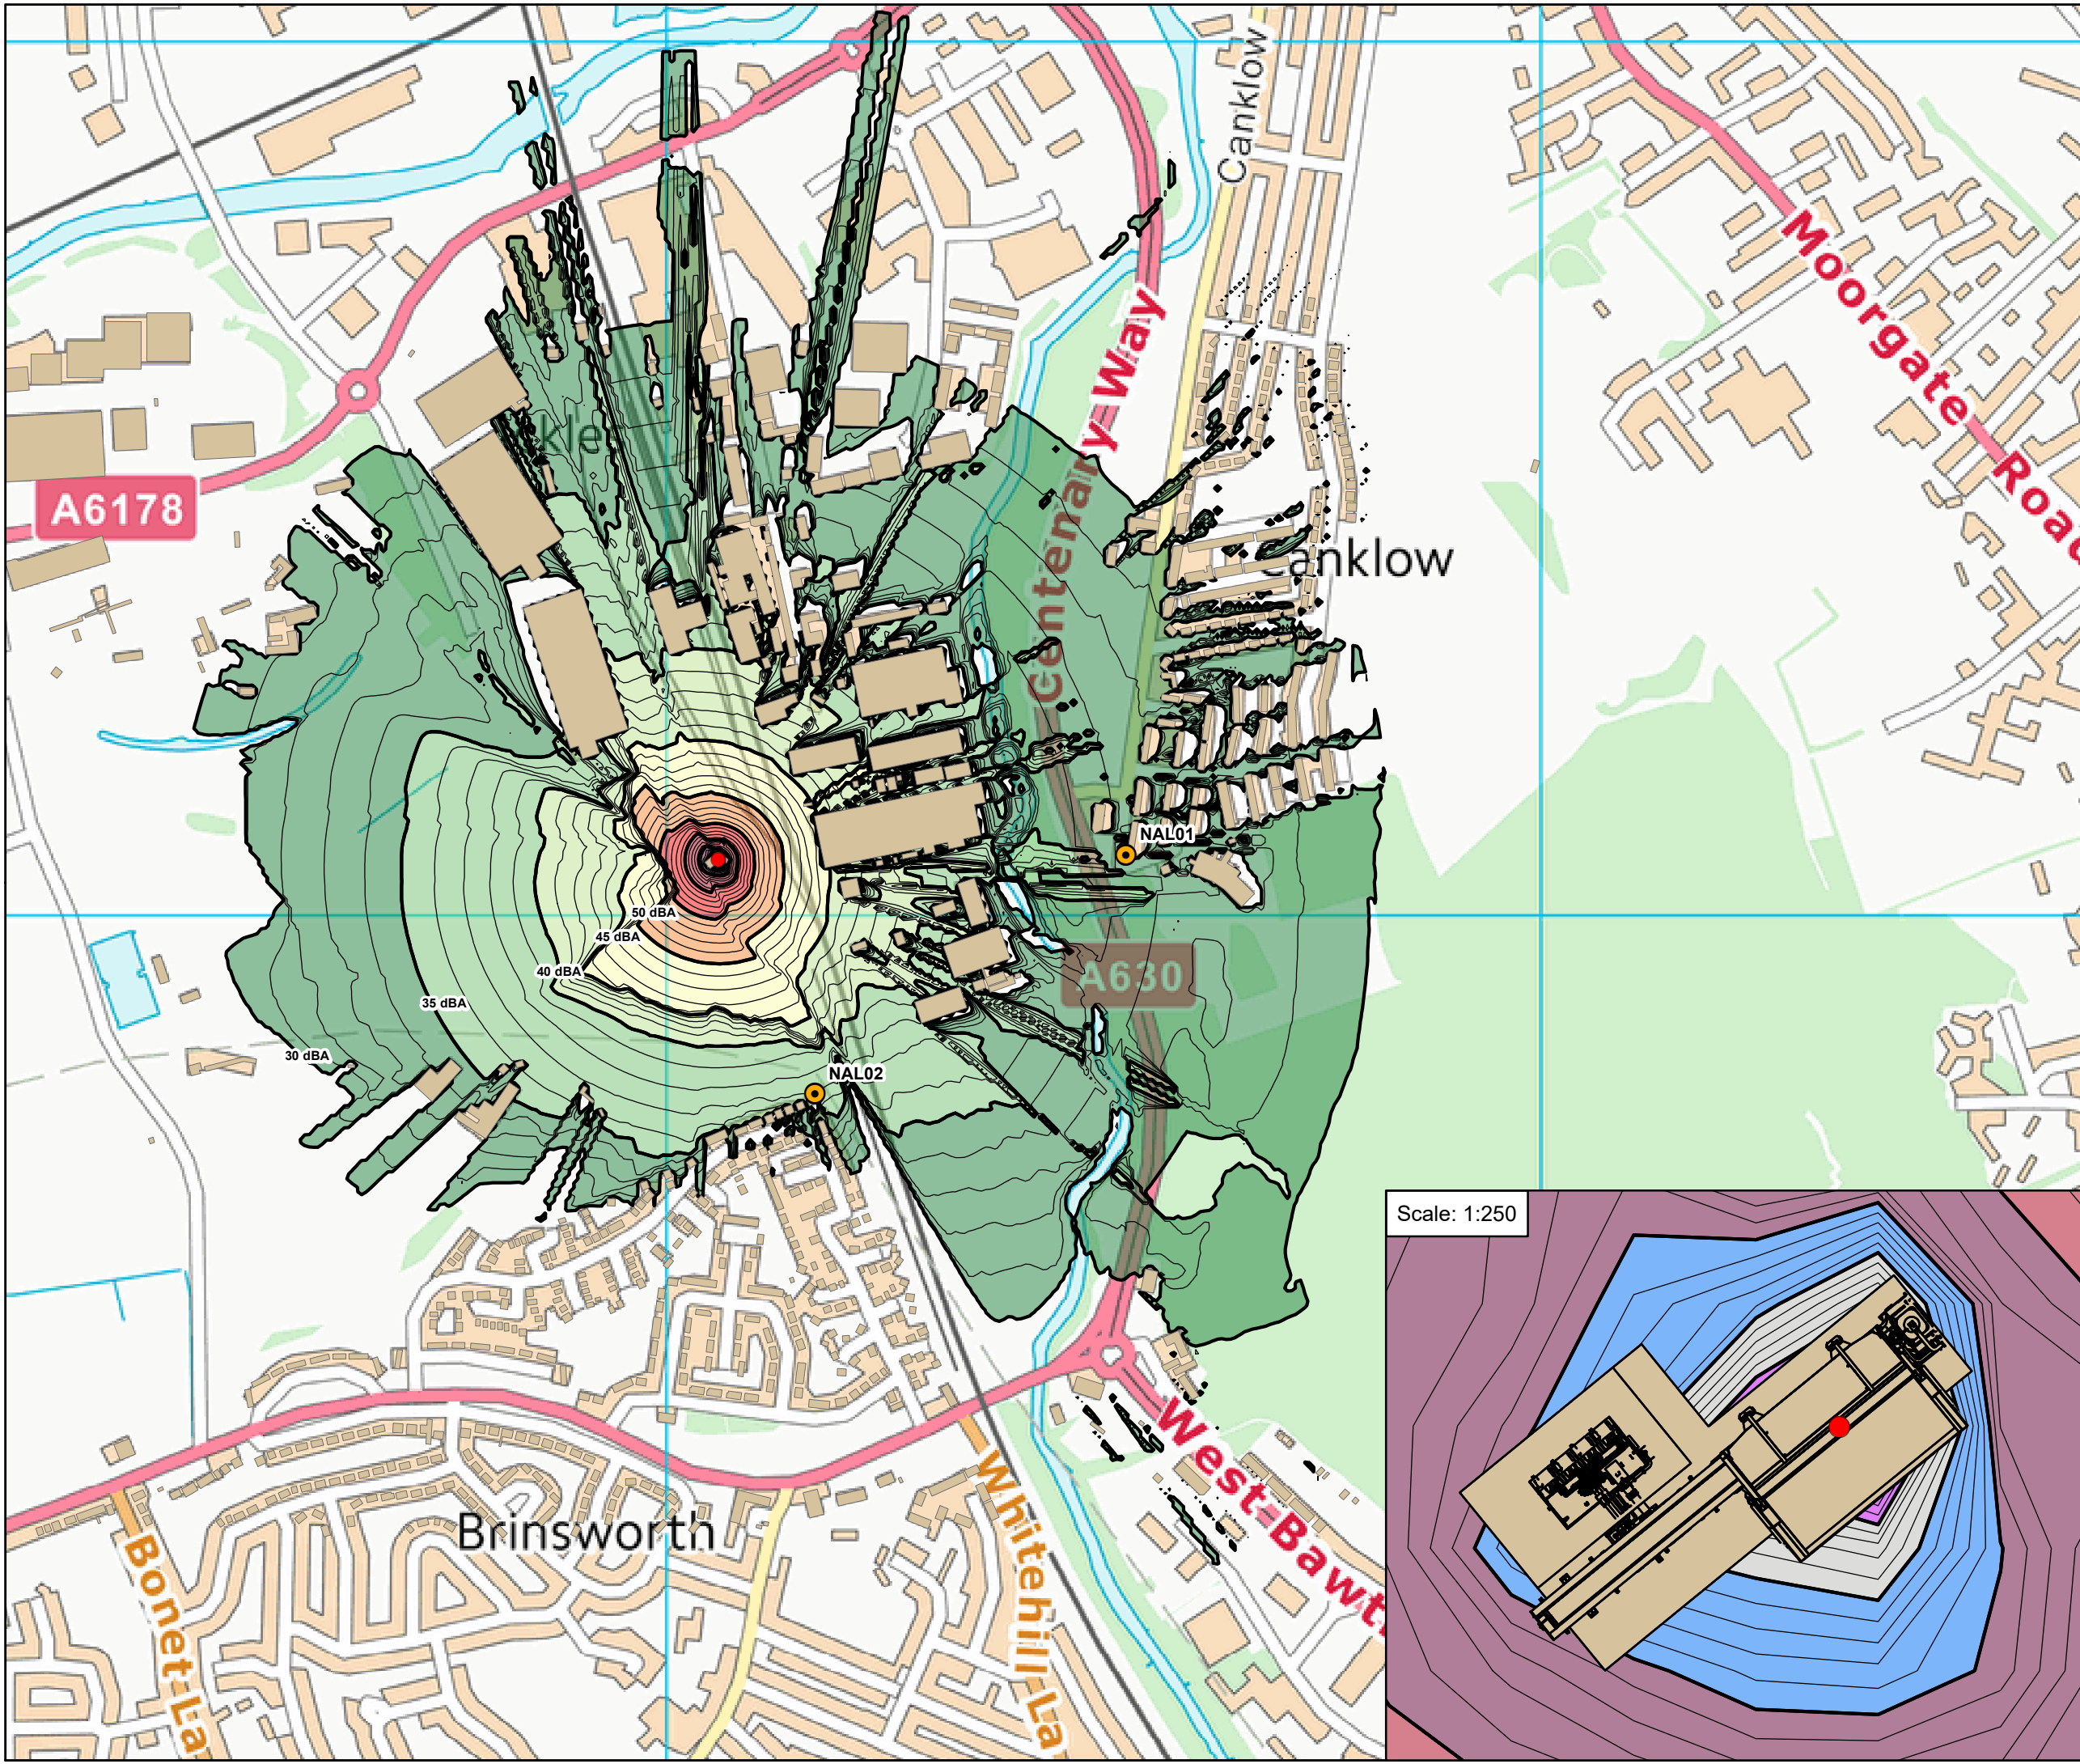 Canklow
Moorgate Road
Centenary Way
kle
A6178
Canklow
NAL01
50 dBA
45 dBA
40 dBA
35 dBA
A630
30 dBA
NAL02
Scale: 1:250
West Bawt
Brinsworth
Whitehill La
Bonet La